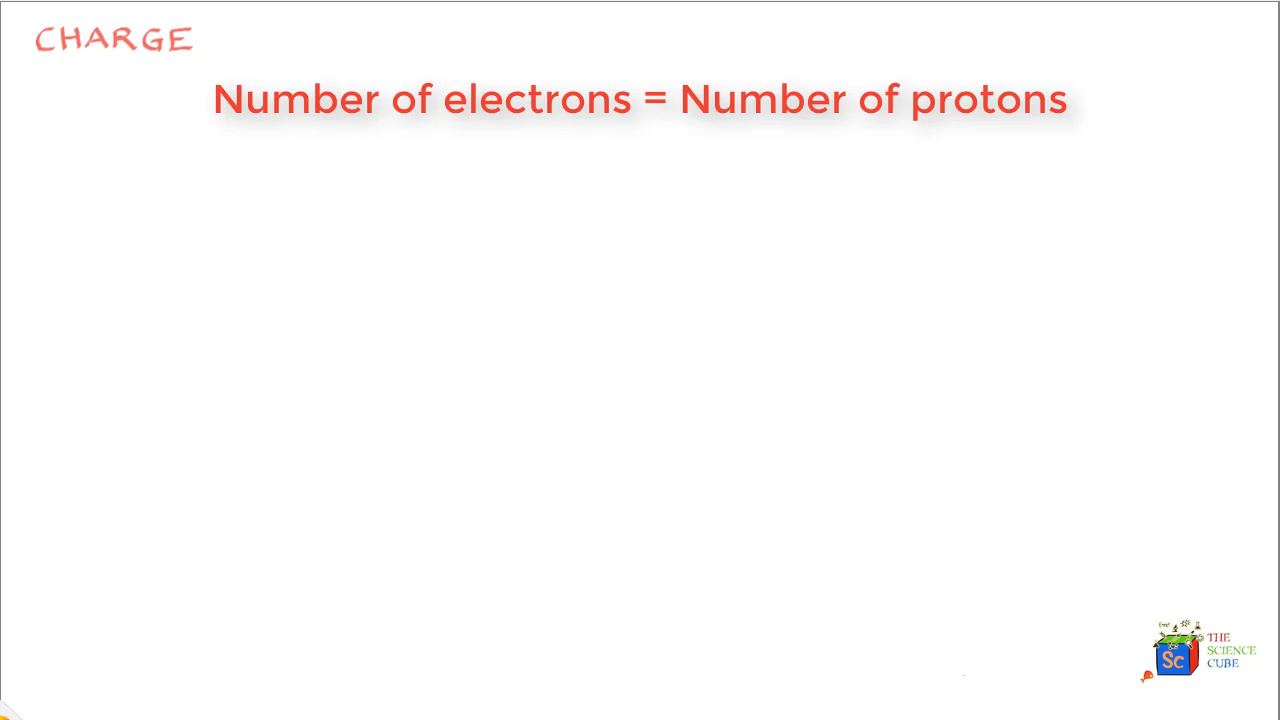 CHARGE
Number of electrons = Number of protons
Sc
THE
SCIENCE
CUBE